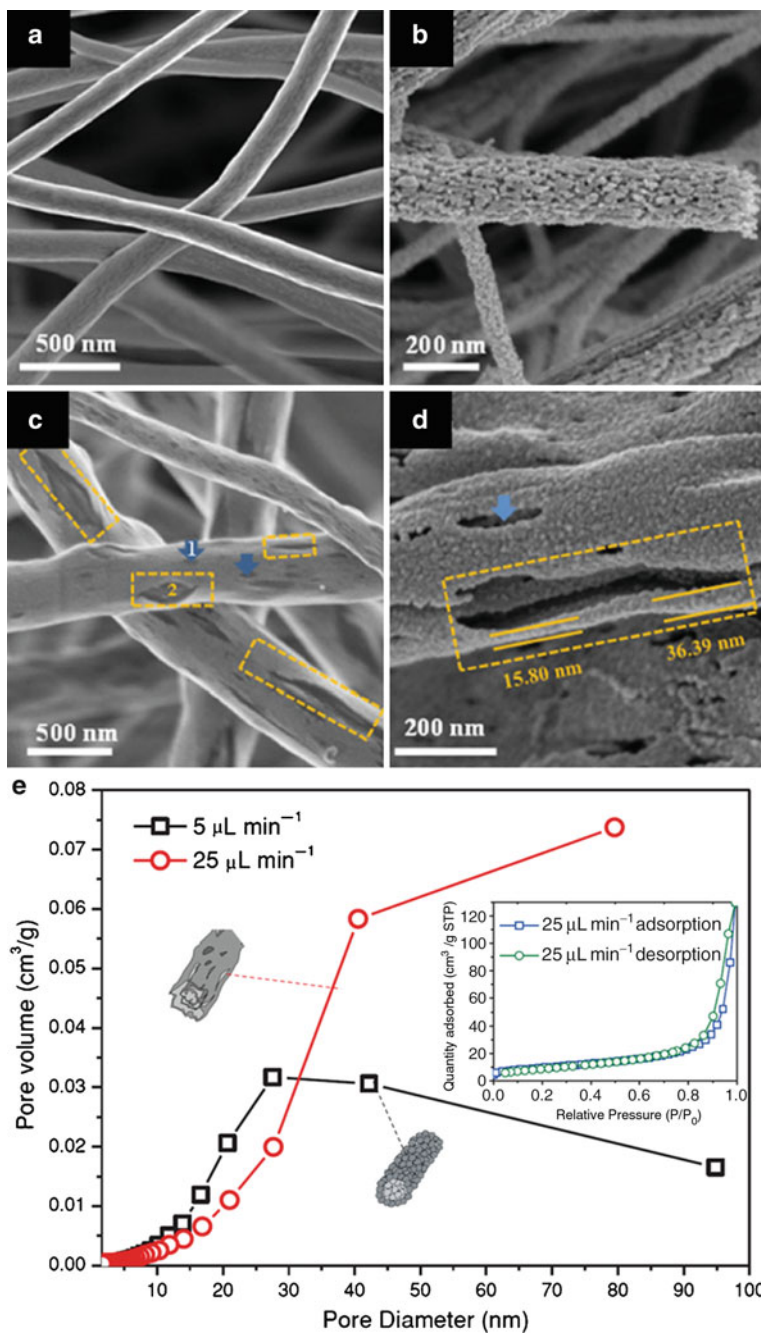 a
b
500 nm
200 nm
c
d
1
2
15.80 nm
36.39 nm
500 nm
200 nm
e
0.08
0.07
0.06
0.05
0.04
0.03
0.02
0.01
0.00
Pore volume (cm³/g)
5 μL min⁻¹
25 μL min⁻¹
120
100
80
60
40
20
0
Quantity adsorbed (cm³ /g STP)
25 μL min⁻¹ adsorption
25 μL min⁻¹ desorption
0.0 0.2 0.4 0.6 0.8 1.0
Relative Pressure (P/P₀)
10 20 30 40 50 60 70 80 90 100
Pore Diameter (nm)